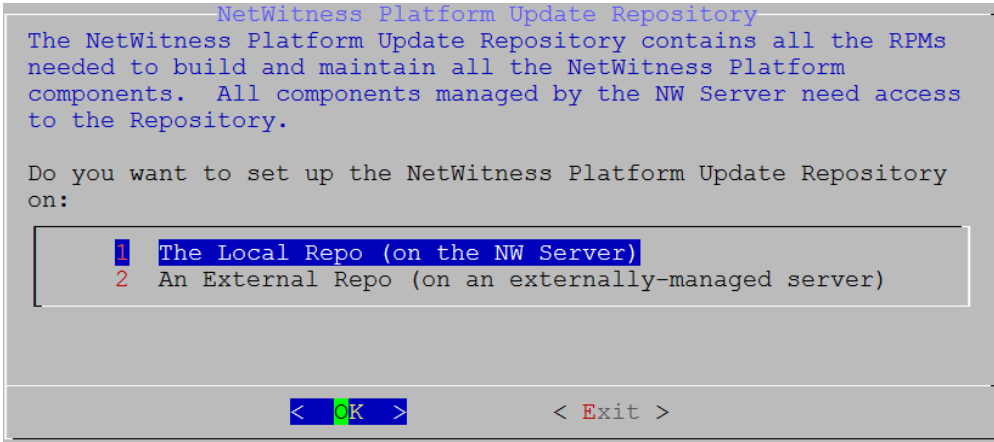 NetWitness Platform Update Repository
The NetWitness Platform Update Repository contains all the RPMs
needed to build and maintain all the NetWitness Platform
components.  All components managed by the NW Server need access
to the Repository.
Do you want to set up the NetWitness Platform Update Repository
on:
1  The Local Repo (on the NW Server)
2  An External Repo (on an externally-managed server)
<  OK  >  < Exit >